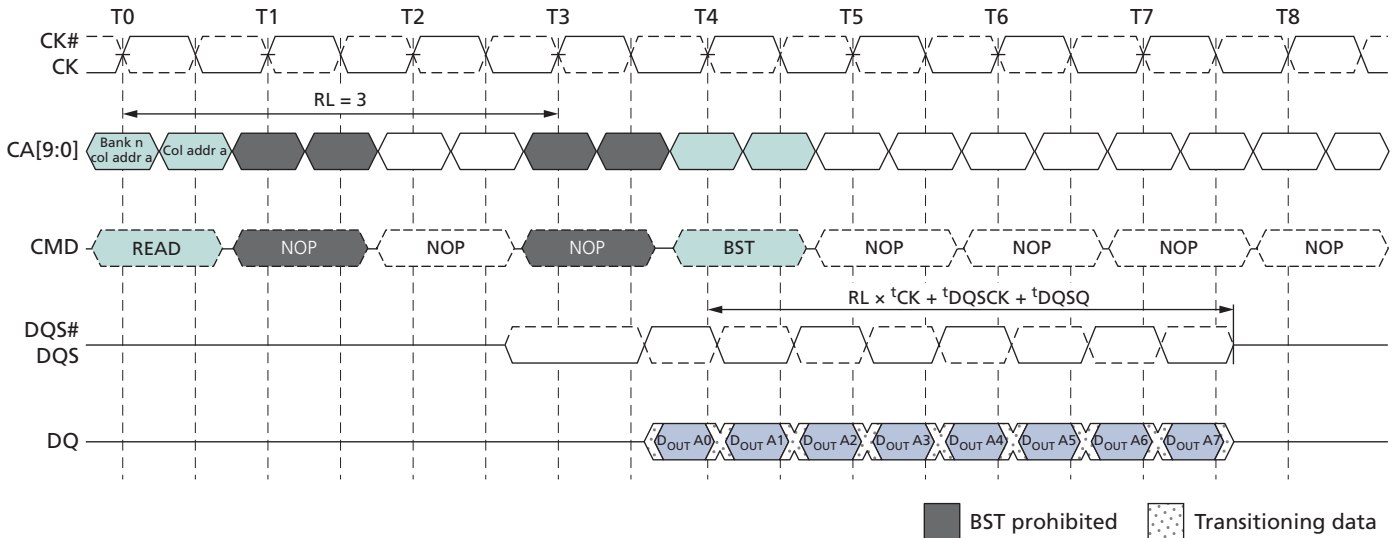 T0 T1 T2 T3 T4 T5 T6 T7 T8
CK#
CK
RL = 3
CA[9:0]
Bank n
col addr a
Col addr a
CMD
READ NOP NOP NOP BST NOP NOP NOP NOP
RL × tCK + tDQSCK + tDQSQ
DQS#
DQS
DQ
DOUT A0 DOUT A1 DOUT A2 DOUT A3 DOUT A4 DOUT A5 DOUT A6 DOUT A7
BST prohibited
Transitioning data